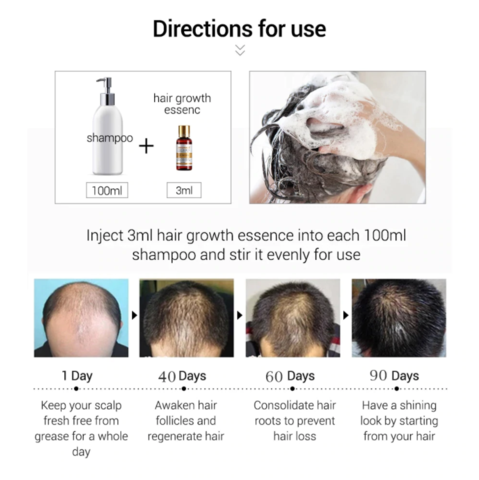 Directions for use
hair growth
essenc
shampoo
+
100ml
3ml
Inject 3ml hair growth essence into each 100ml
shampoo and stir it evenly for use
1 Day
40 Days
60 Days
90 Days
Keep your scalp
fresh free from
grease for a whole
day
Awaken hair
follicles and
regenerate hair
Consolidate hair
roots to prevent
hair loss
Have a shining
look by starting
from your hair